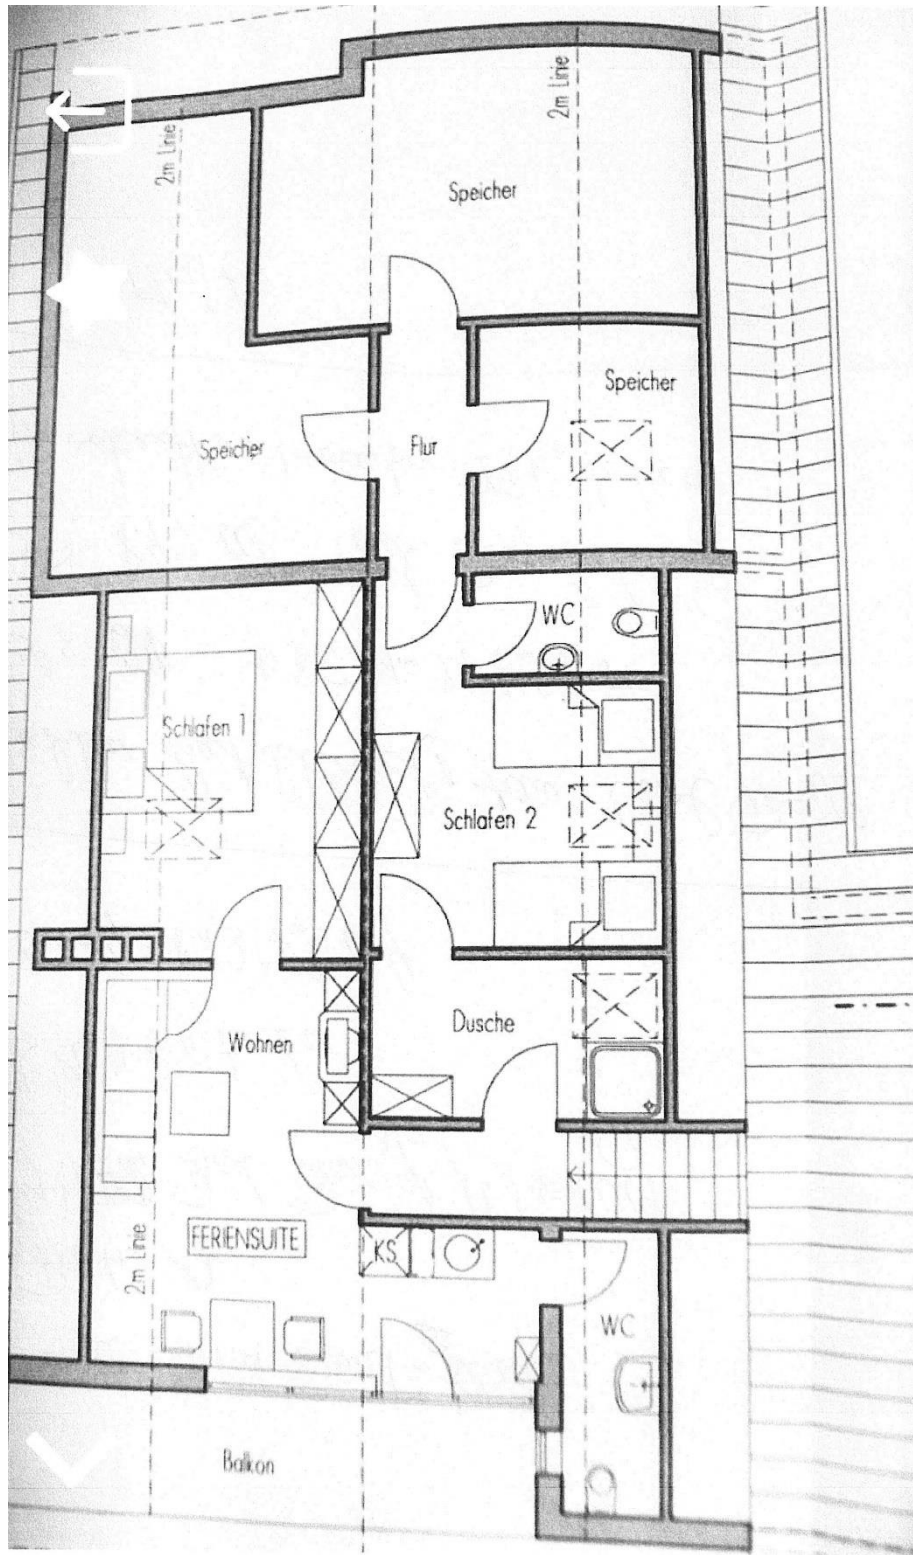 2m Linie
2m Linie
Speicher
Speicher
Speicher
Flur
WC
Schlafen 1
Schlafen 2
Wohnen
Dusche
FERIENSUITE
KS
2m Linie
WC
Balkon